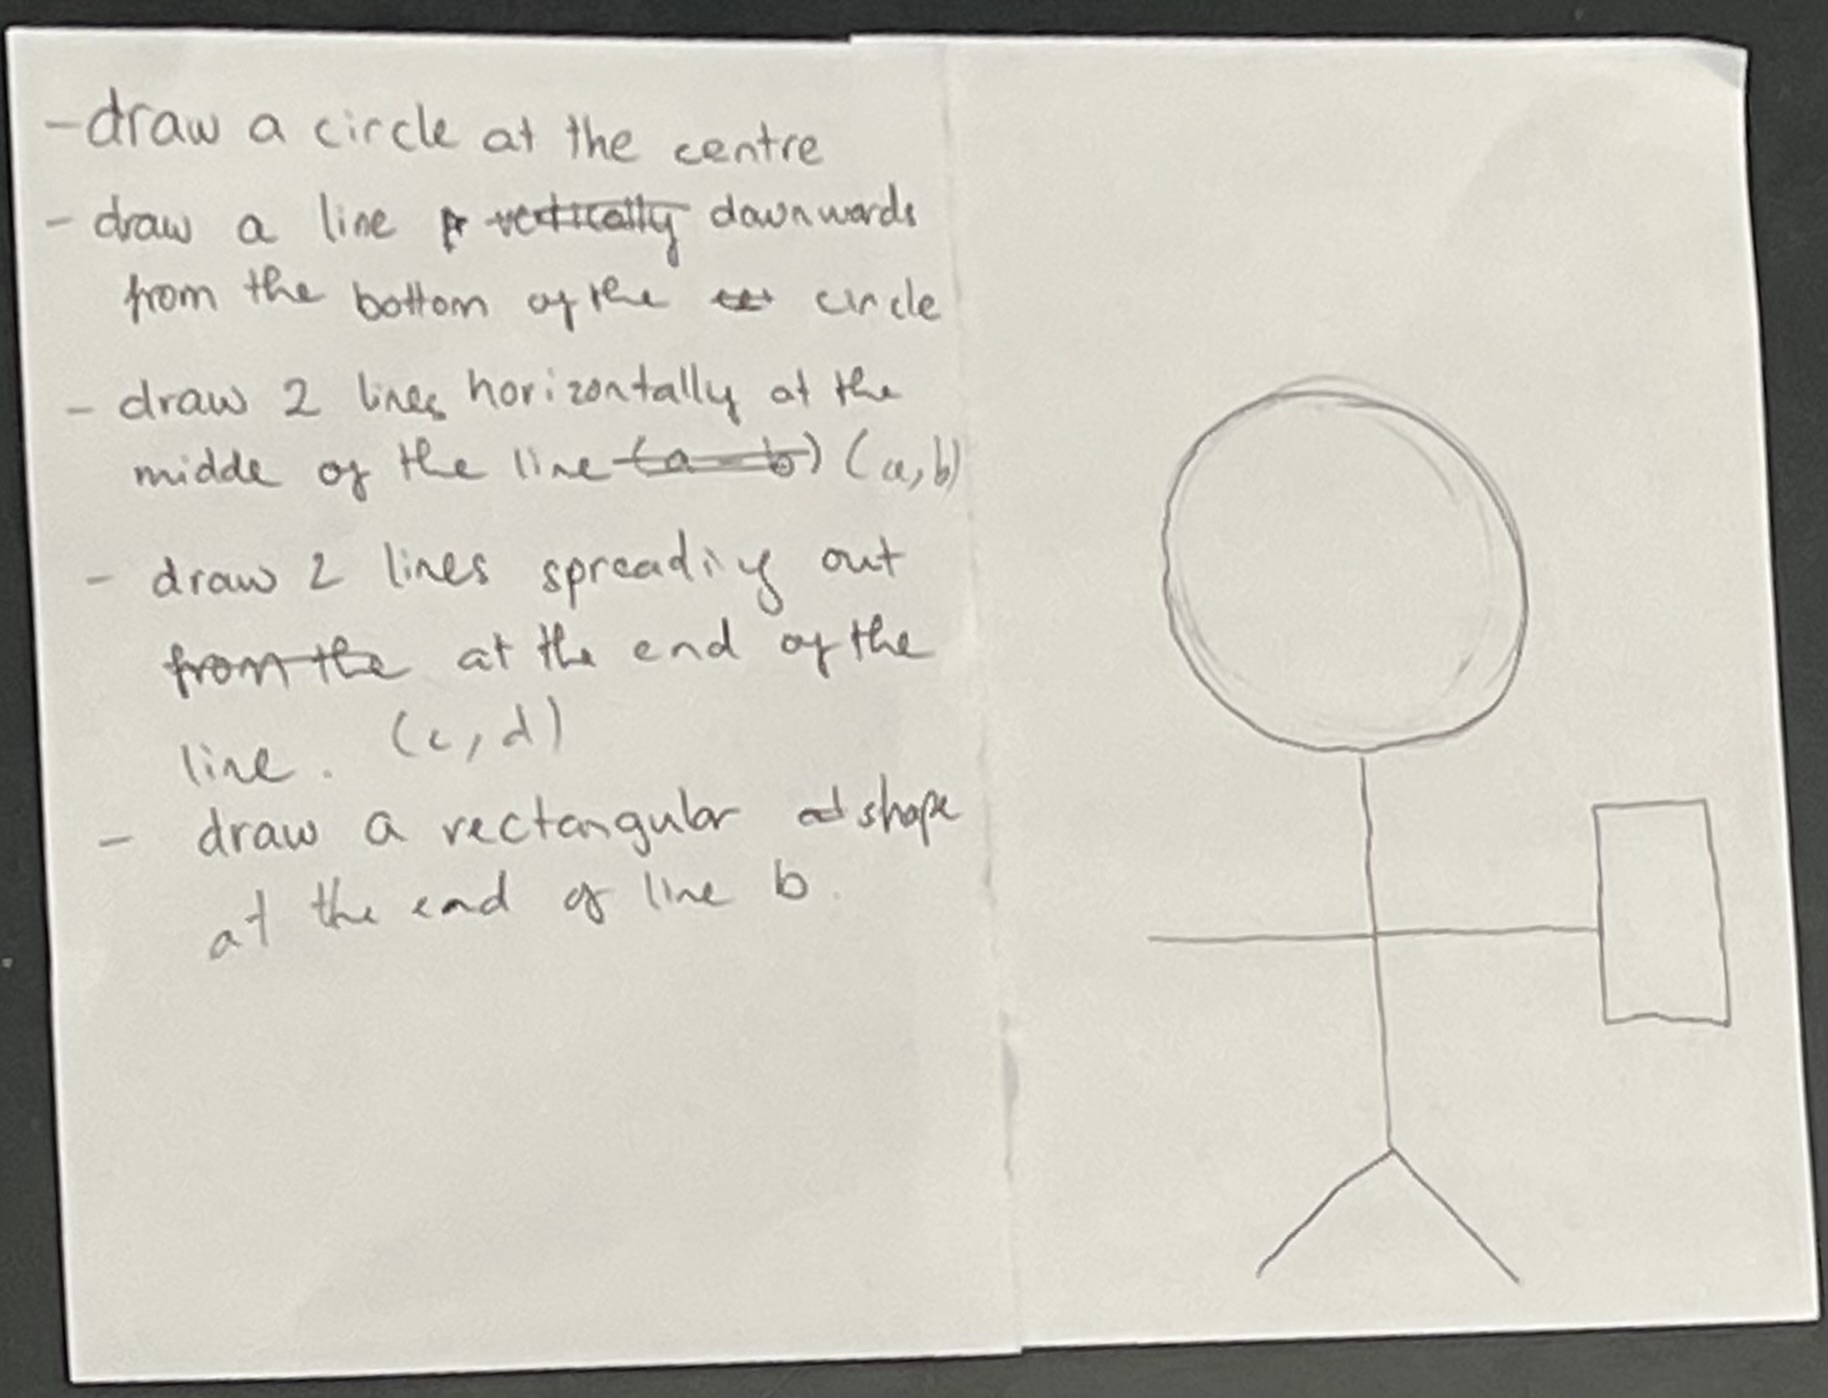 - draw a circle at the centre
- draw a line vertically downwards
from the bottom of the circle
- draw 2 lines horizontally at the
midde of the line (a - b) (a,b)
- draw 2 lines spreading out
from the at the end of the
line. (c, d)
- draw a rectangular shape
at the end of line b.